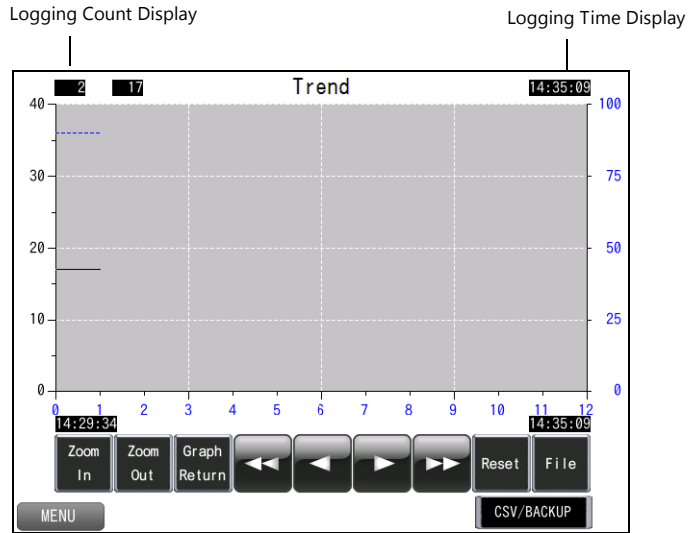 Logging Count Display
Logging Time Display
2 17 Trend 14:35:09
40 100
30 75
20 50
10 25
0 0
0 1 2 3 4 5 6 7 8 9 10 11 12
14:29:34 14:35:09
Zoom In
Zoom Out
Graph Return
Reset
File
MENU
CSV/BACKUP